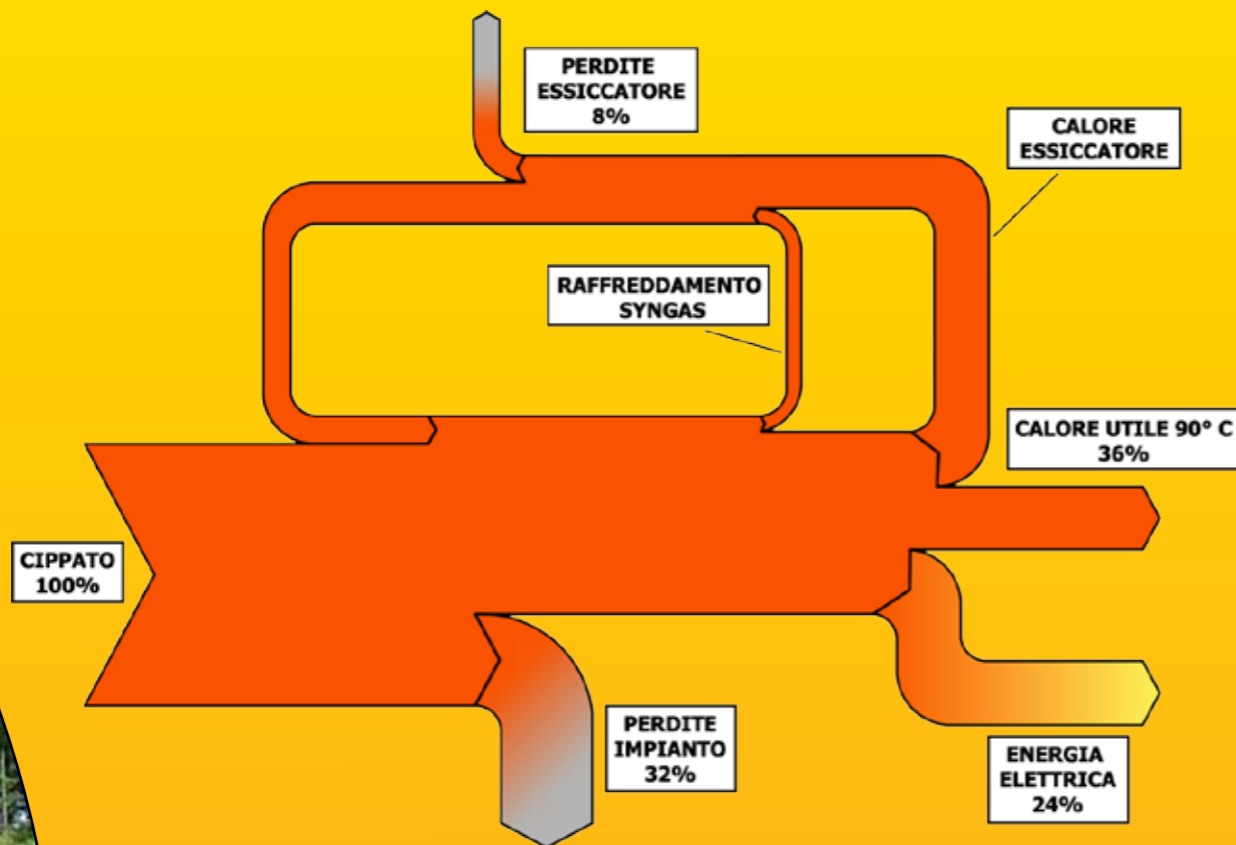 PERDITE
ESSICCATORE
8%
CALORE
ESSICCATORE
RAFFREDDAMENTO
SYNGAS
CALORE UTILE 90° C
36%
CIPPATO
100%
PERDITE
IMPIANTO
32%
ENERGIA
ELETTRICA
24%